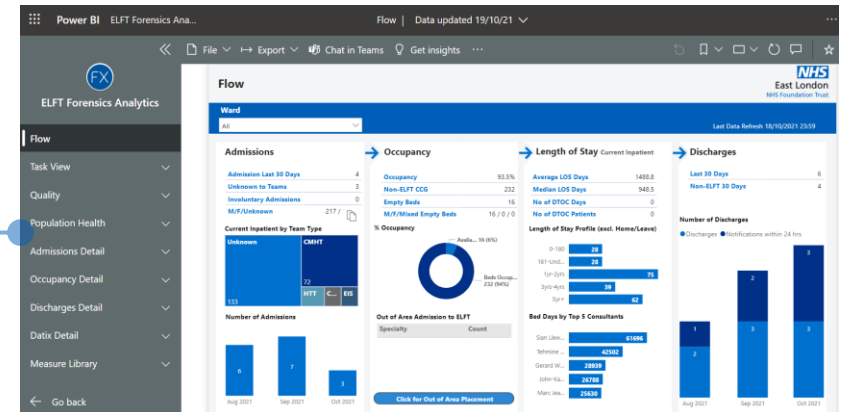 Power BI ELFT Forensics Ana...
Flow | Data updated 19/10/21
File Export Chat in Teams Get insights ...
FX
ELFT Forensics Analytics
Flow
Task View
Quality
Population Health
Admissions Detail
Occupancy Detail
Discharges Detail
Datix Detail
Measure Library
Go back
Flow
NHS
East London
NHS Foundation Trust
Ward
All
Last Data Refresh 18/10/2021 23:59
Admissions
Admission Last 30 Days 4
Unknown to Teams 3
Involuntary Admissions 0
M/F/Unknown 217 /
Current Inpatient by Team Type
Unknown
133
CMHT
72
HTT
C...
EIS
Number of Admissions
6
7
3
Aug 2021 Sep 2021 Oct 2021
Occupancy
Occupancy 93.5%
Non-ELFT CCG 232
Empty Beds 16
M/F/Mixed Empty Beds 16 / 0 / 0
% Occupancy
Availa... 16 (6%)
Beds Occup...
232 (94%)
Out of Area Admission to ELFT
Specialty Count
Click for Out of Area Placement
Length of Stay Current Inpatient
Average LOS Days 1488.8
Median LOS Days 948.5
No of DTOC Days 0
No of DTOC Patients 0
Length of Stay Profile (excl. Home/Leave)
0-180 28
181-Und... 28
1yr-2yrs 75
3yrs-4yrs 39
5yr+ 62
Bed Days by Top 5 Consultants
Sian Llew... 61696
Tehmine ... 42502
Gerard W... 28939
John-Ka... 26788
Marc Jea... 25630
Discharges
Last 30 Days 6
Non-ELFT 30 Days 4
Number of Discharges
Discharges Notifications within 24 hrs
1
2
2
3
3
3
Aug 2021 Sep 2021 Oct 2021